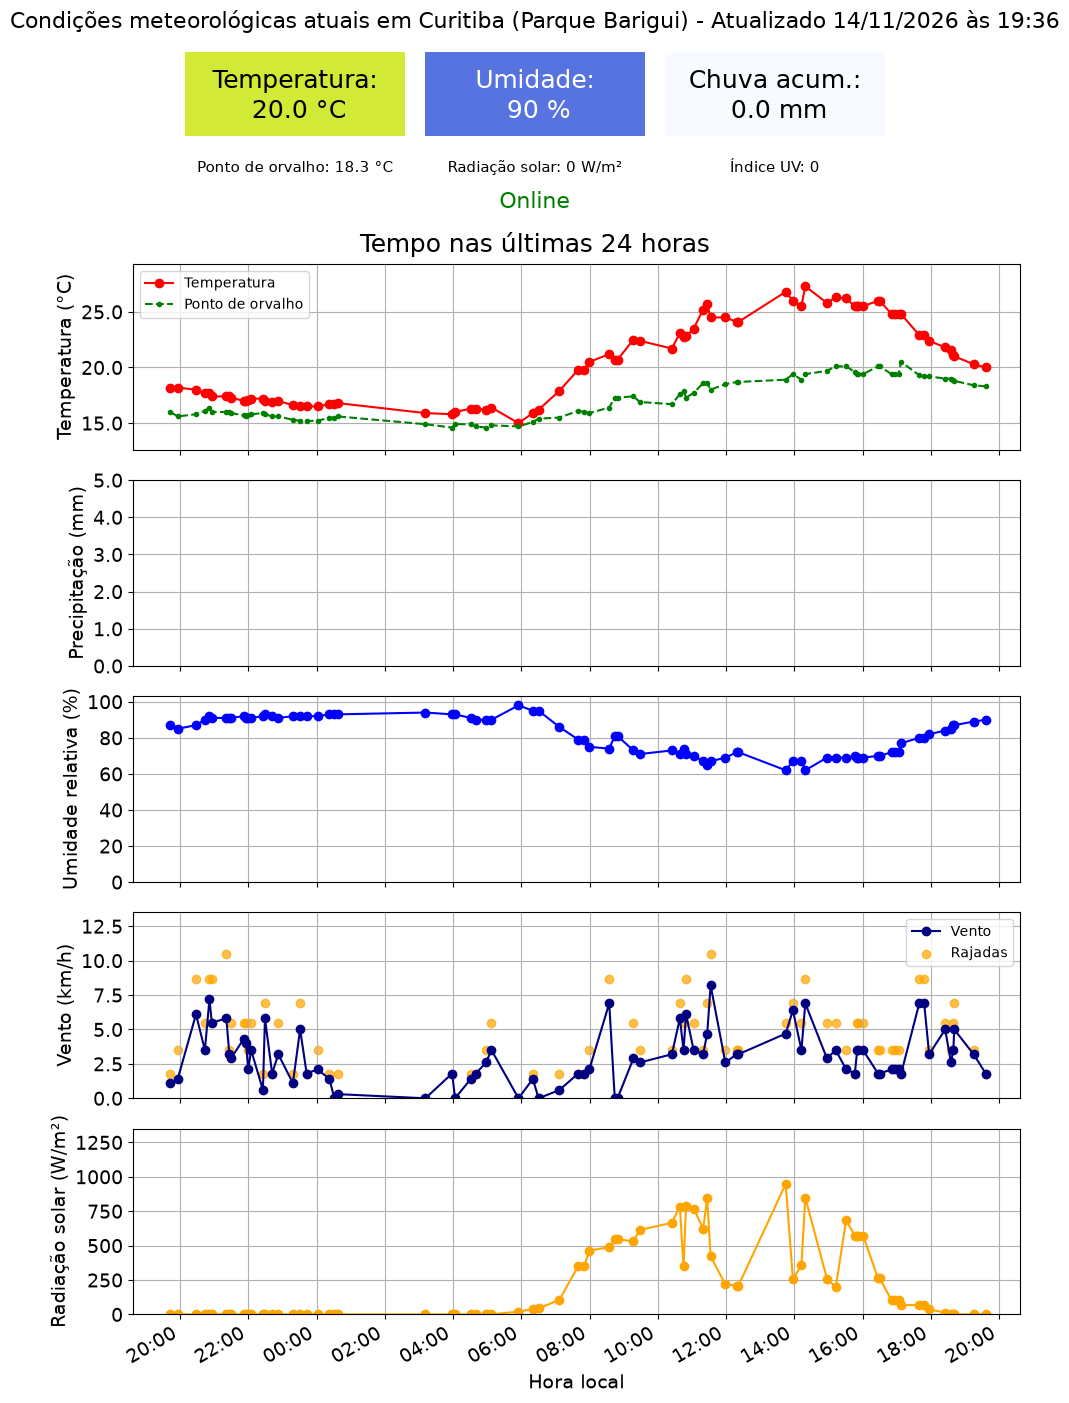 Condições meteorológicas atuais em Curitiba (Parque Barigui) - Atualizado 14/11/2026 às 19:36
Temperatura:
20.0 °C
Umidade:
90 %
Chuva acum.:
0.0 mm
Ponto de orvalho: 18.3 °C
Radiação solar: 0 W/m²
Índice UV: 0
Online
Tempo nas últimas 24 horas
Temperatura (°C)
25.0
20.0
15.0
Temperatura
Ponto de orvalho
Precipitação (mm)
5.0
4.0
3.0
2.0
1.0
0.0
Umidade relativa (%)
100
80
60
40
20
0
Vento (km/h)
12.5
10.0
7.5
5.0
2.5
0.0
Vento
Rajadas
Radiação solar (W/m²)
1250
1000
750
500
250
0
20:00
22:00
00:00
02:00
04:00
06:00
08:00
10:00
12:00
14:00
16:00
18:00
20:00
Hora local